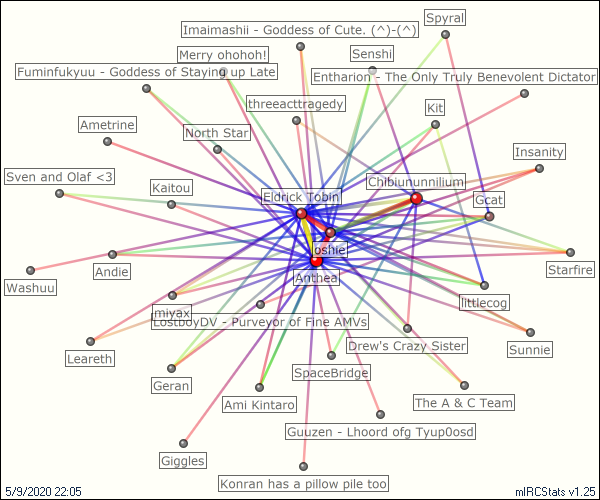 Spyral
Imaimashii - Goddess of Cute. (^)-(^)
Merry ohohoh!
Senshi
Fuminfukyuu - Goddess of Staying up Late
Entharion - The Only Truly Benevolent Dictator
threeacttragedy
Kit
Ametrine
North Star
Insanity
Sven and Olaf <3
Kaitou
Eldrick Tobin
Chibiununnilium
Gcat
Joshie
Starfire
Andie
Anthea
Washuu
miyax
littlecog
LostboyDV - Purveyor of Fine AMVs
Drew's Crazy Sister
Sunnie
Leareth
SpaceBridge
Geran
Ami Kintaro
The A & C Team
Guuzen - Lhoord ofg Tyup0osd
Giggles
Konran has a pillow pile too
5/9/2020 22:05
mIRCStats v1.25